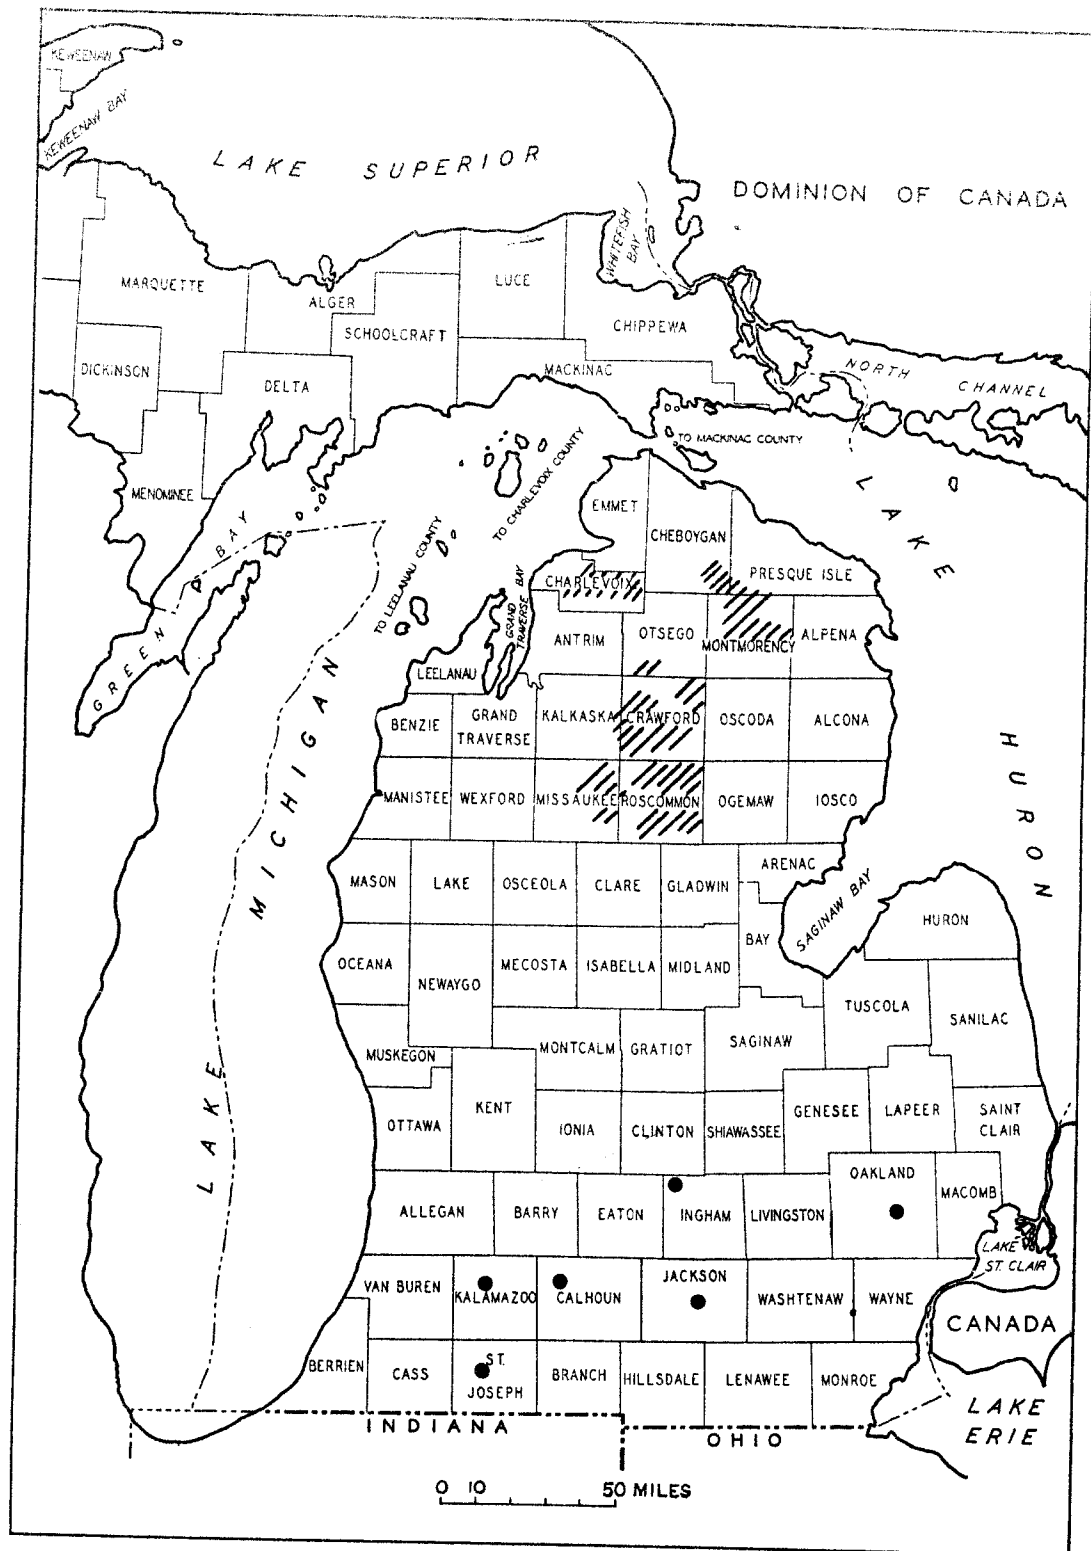 KEWEENAW
KEWEENAW BAY
LAKE SUPERIOR
DOMINION OF CANADA
WHITEFISH
BAY
MARQUETTE
ALGER
LUCE
SCHOOLCRAFT
CHIPPEWA
DICKINSON
DELTA
MACKINAC
NORTH
CHANNEL
TO MACKINAC COUNTY
MENOMINEE
TO CHARLEVOIX COUNTY
TO LEELANAU COUNTY
GREEN BAY
EMMET
CHEBOYGAN
PRESQUE ISLE
CHARLEVOIX
GRAND
TRAVERSE BAY
ANTRIM
OTSEGO
MONTMORENCY
ALPENA
LEELANAU
BENZIE
GRAND
TRAVERSE
KALKASKA
CRAWFORD
OSCODA
ALCONA
MANISTEE
WEXFORD
MISSAUKEE
ROSCOMMON
OGEMAW
IOSCO
LAKE MICHIGAN
LAKE HURON
MASON
LAKE
OSCEOLA
CLARE
GLADWIN
ARENAC
SAGINAW BAY
HURON
OCEANA
NEWAYGO
MECOSTA
ISABELLA
MIDLAND
BAY
TUSCOLA
SANILAC
MUSKEGON
MONTCALM
GRATIOT
SAGINAW
OTTAWA
KENT
IONIA
CLINTON
SHIAWASSEE
GENESEE
LAPEER
SAINT
CLAIR
ALLEGAN
BARRY
EATON
INGHAM
LIVINGSTON
OAKLAND
MACOMB
LAKE
ST. CLAIR
VAN BUREN
KALAMAZOO
CALHOUN
JACKSON
WASHTENAW
WAYNE
CANADA
BERRIEN
CASS
ST.
JOSEPH
BRANCH
HILLSDALE
LENAWEE
MONROE
LAKE
ERIE
INDIANA
OHIO
0 10 50 MILES